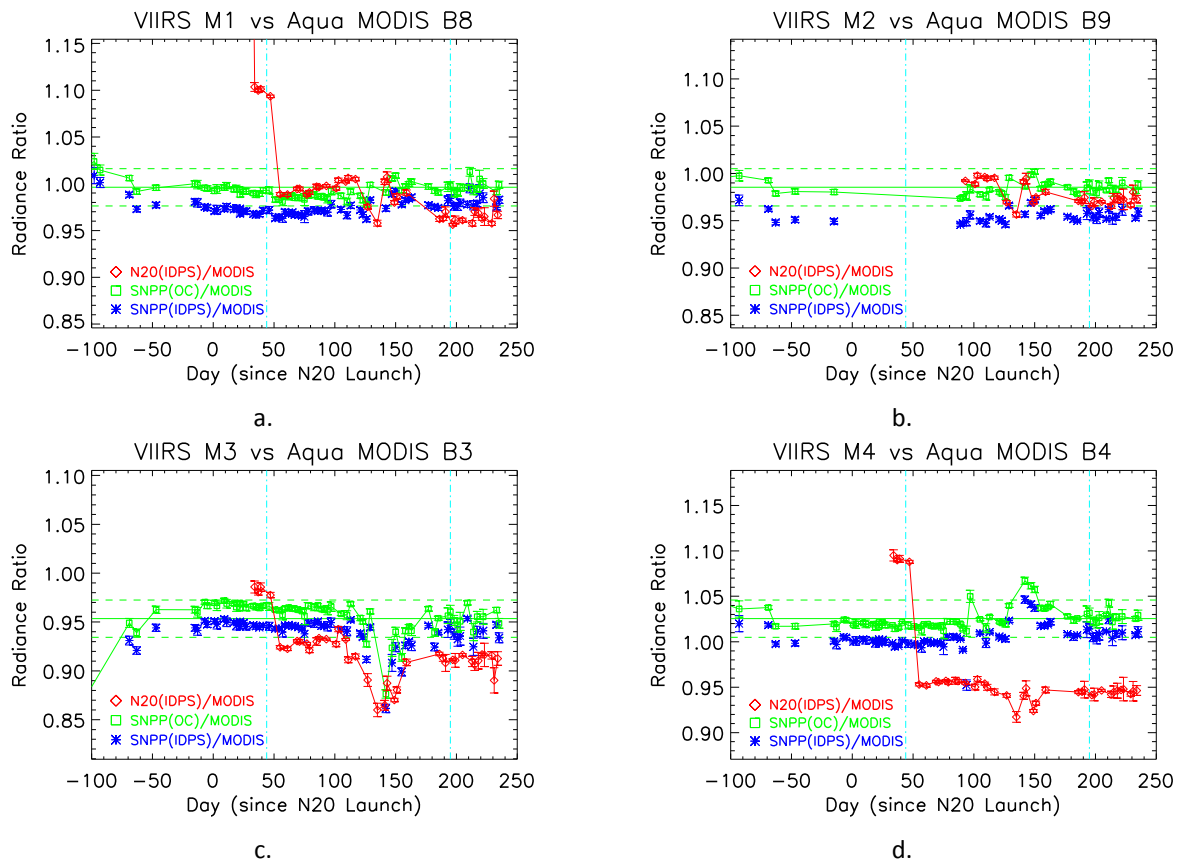 VIIRS M1 vs Aqua MODIS B8
Radiance Ratio
1.15
1.10
1.05
1.00
0.95
0.90
0.85
N20(IDPS)/MODIS
SNPP(OC)/MODIS
SNPP(IDPS)/MODIS
−100 −50 0 50 100 150 200 250
Day (since N20 Launch)
a.
VIIRS M2 vs Aqua MODIS B9
Radiance Ratio
1.10
1.05
1.00
0.95
0.90
0.85
N20(IDPS)/MODIS
SNPP(OC)/MODIS
SNPP(IDPS)/MODIS
−100 −50 0 50 100 150 200 250
Day (since N20 Launch)
b.
VIIRS M3 vs Aqua MODIS B3
Radiance Ratio
1.10
1.05
1.00
0.95
0.90
0.85
N20(IDPS)/MODIS
SNPP(OC)/MODIS
SNPP(IDPS)/MODIS
−100 −50 0 50 100 150 200 250
Day (since N20 Launch)
c.
VIIRS M4 vs Aqua MODIS B4
Radiance Ratio
1.15
1.10
1.05
1.00
0.95
0.90
N20(IDPS)/MODIS
SNPP(OC)/MODIS
SNPP(IDPS)/MODIS
−100 −50 0 50 100 150 200 250
Day (since N20 Launch)
d.